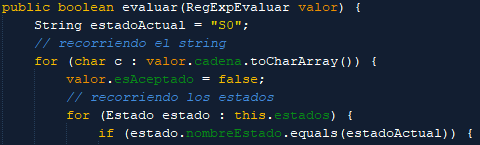 public boolean evaluar(RegExpEvaluar valor) {
String estadoActual = "S0";
// recorriendo el string
for (char c : valor.cadena.toCharArray()) {
valor.esAceptado = false;
// recorriendo los estados
for (Estado estado : this.estados) {
if (estado.nombreEstado.equals(estadoActual)) {